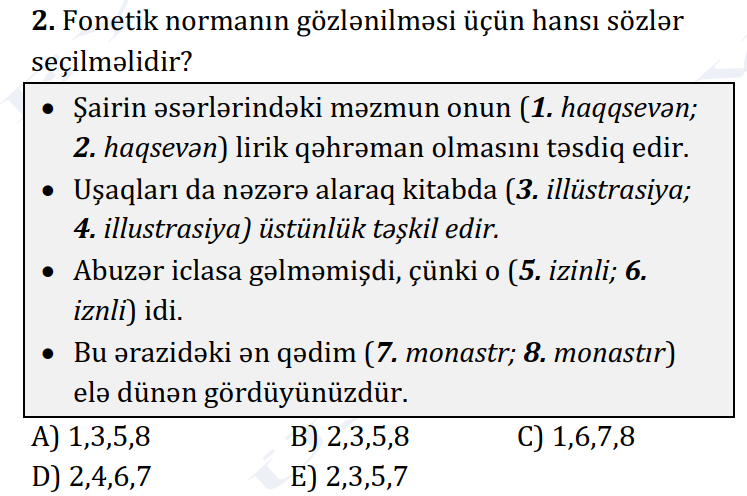 2. Fonetik normanın gözlənilməsi üçün hansı sözlər
seçilməlidir?
• Şairin əsərlərindəki məzmun onun (1. haqqsevən;
2. haqsevən) lirik qəhrəman olmasını təsdiq edir.
• Uşaqları da nəzərə alaraq kitabda (3. illüstrasiya;
4. illustrasiya) üstünlük təşkil edir.
• Abuzər iclasa gəlməmişdi, çünki o (5. izinli; 6.
iznli) idi.
• Bu ərazidəki ən qədim (7. monastr; 8. monastır)
elə dünən gördüyünüzdür.
A) 1,3,5,8 B) 2,3,5,8 C) 1,6,7,8
D) 2,4,6,7 E) 2,3,5,7